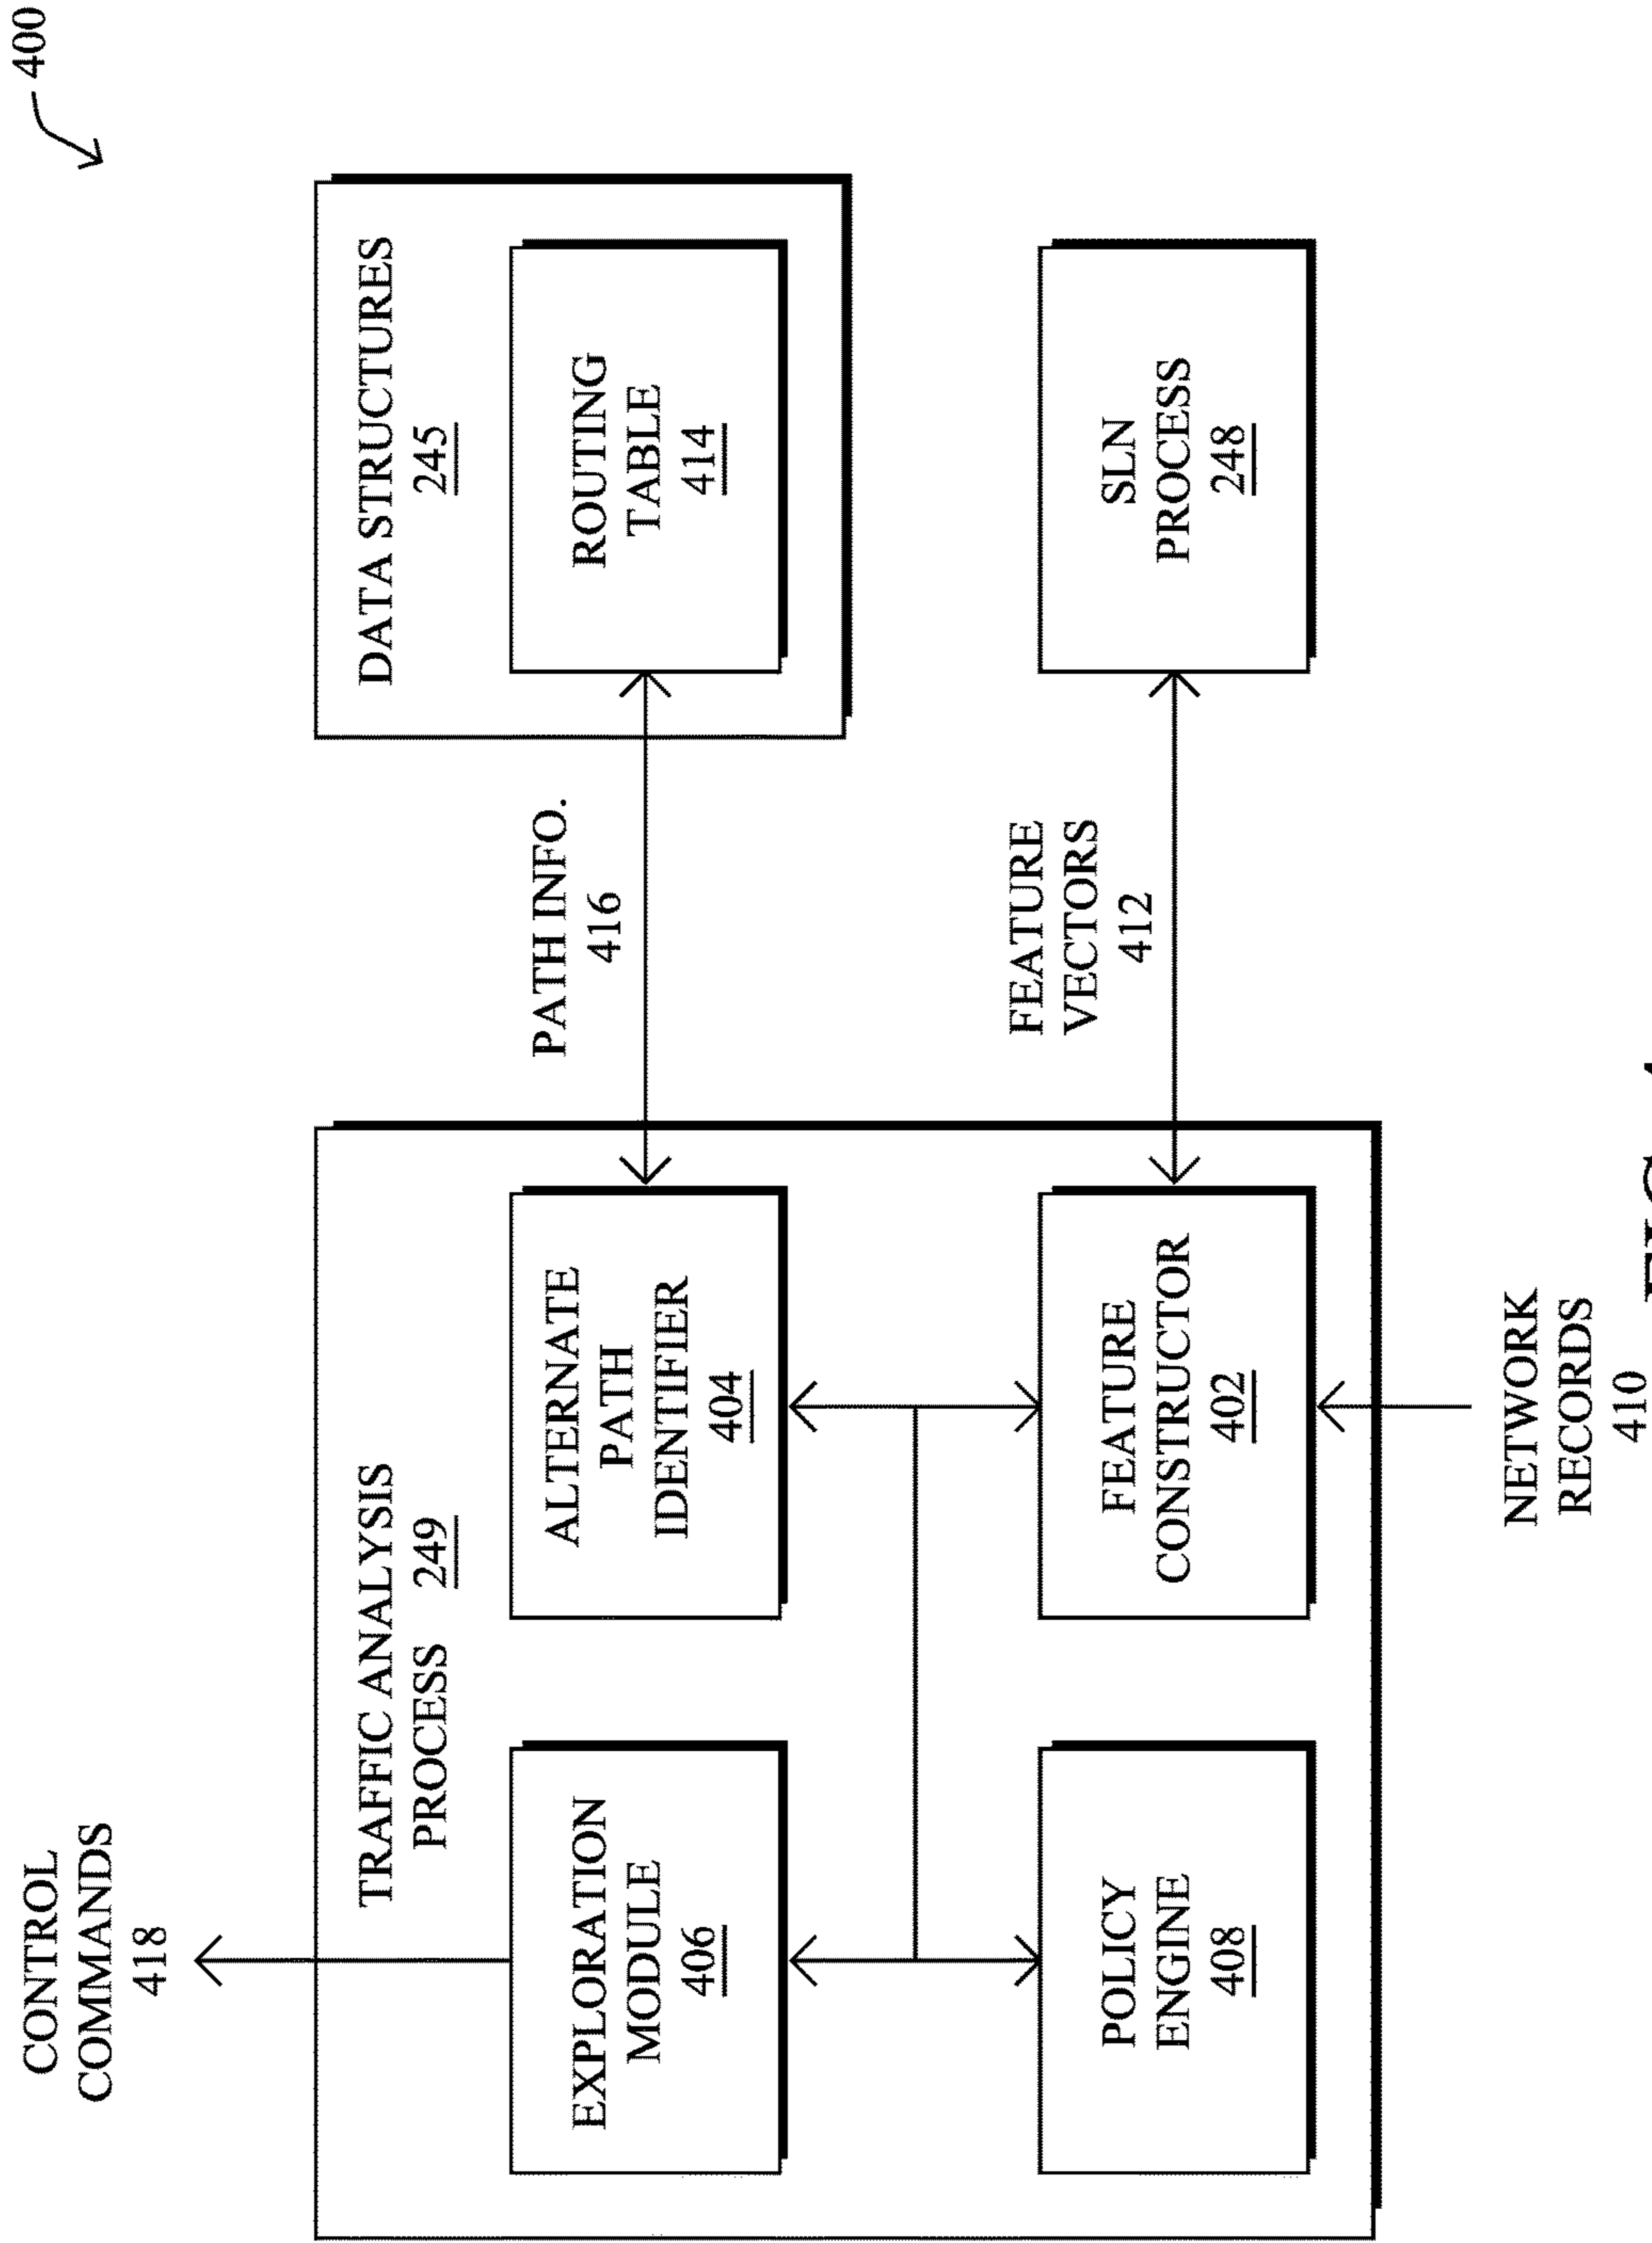 400
CONTROL
COMMANDS
418
TRAFFIC ANALYSIS
PROCESS 249
EXPLORATION
MODULE
406
ALTERNATE
PATH
IDENTIFIER
404
POLICY
ENGINE
408
FEATURE
CONSTRUCTOR
402
PATH INFO.
416
FEATURE
VECTORS
412
DATA STRUCTURES
245
ROUTING
TABLE
414
SLN
PROCESS
248
NETWORK
RECORDS
410